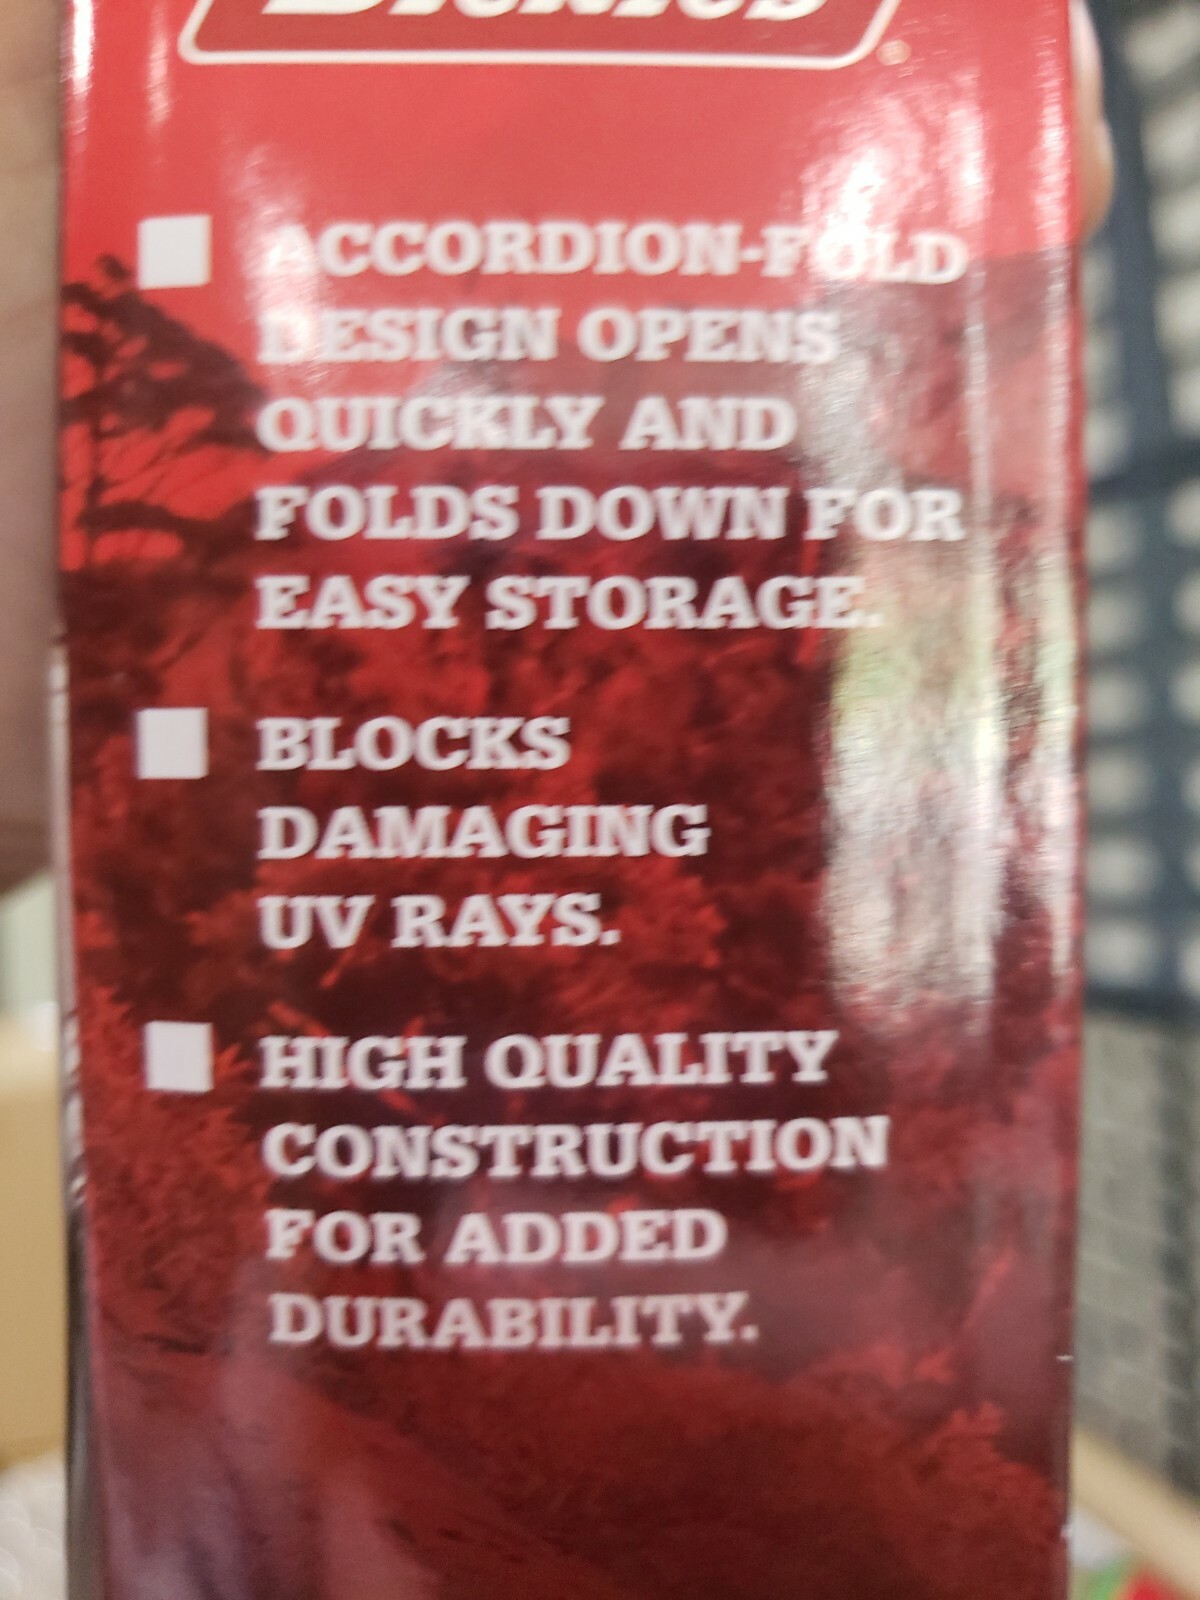 Dickies
ACCORDION-FOLD
DESIGN OPENS
QUICKLY AND
FOLDS DOWN FOR
EASY STORAGE.
BLOCKS
DAMAGING
UV RAYS.
HIGH QUALITY
CONSTRUCTION
FOR ADDED
DURABILITY.